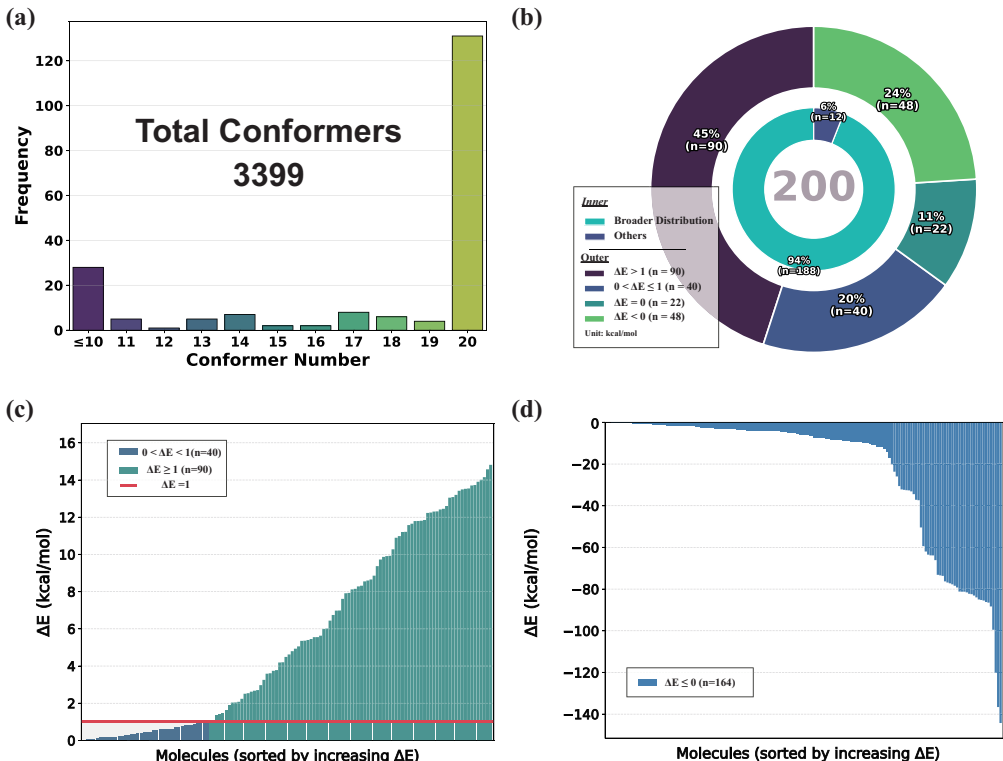 (a)
120
100
80
60
40
20
0
Frequency
Total Conformers
3399
≤10 11 12 13 14 15 16 17 18 19 20
Conformer Number
(b)
24%
(n=48)
6%
(n=12)
45%
(n=90)
200
11%
(n=22)
94%
(n=188)
20%
(n=40)
Inner
Broader Distribution
Others
Outer
ΔE > 1 (n = 90)
0 < ΔE ≤ 1 (n = 40)
ΔE = 0 (n = 22)
ΔE < 0 (n = 48)
Unit: kcal/mol
(c)
16
14
12
10
8
6
4
2
0
ΔE (kcal/mol)
0 < ΔE < 1(n=40)
ΔE ≥ 1 (n=90)
ΔE =1
Molecules (sorted by increasing ΔE)
(d)
0
−20
−40
−60
−80
−100
−120
−140
ΔE (kcal/mol)
ΔE ≤ 0 (n=164)
Molecules (sorted by increasing ΔE)